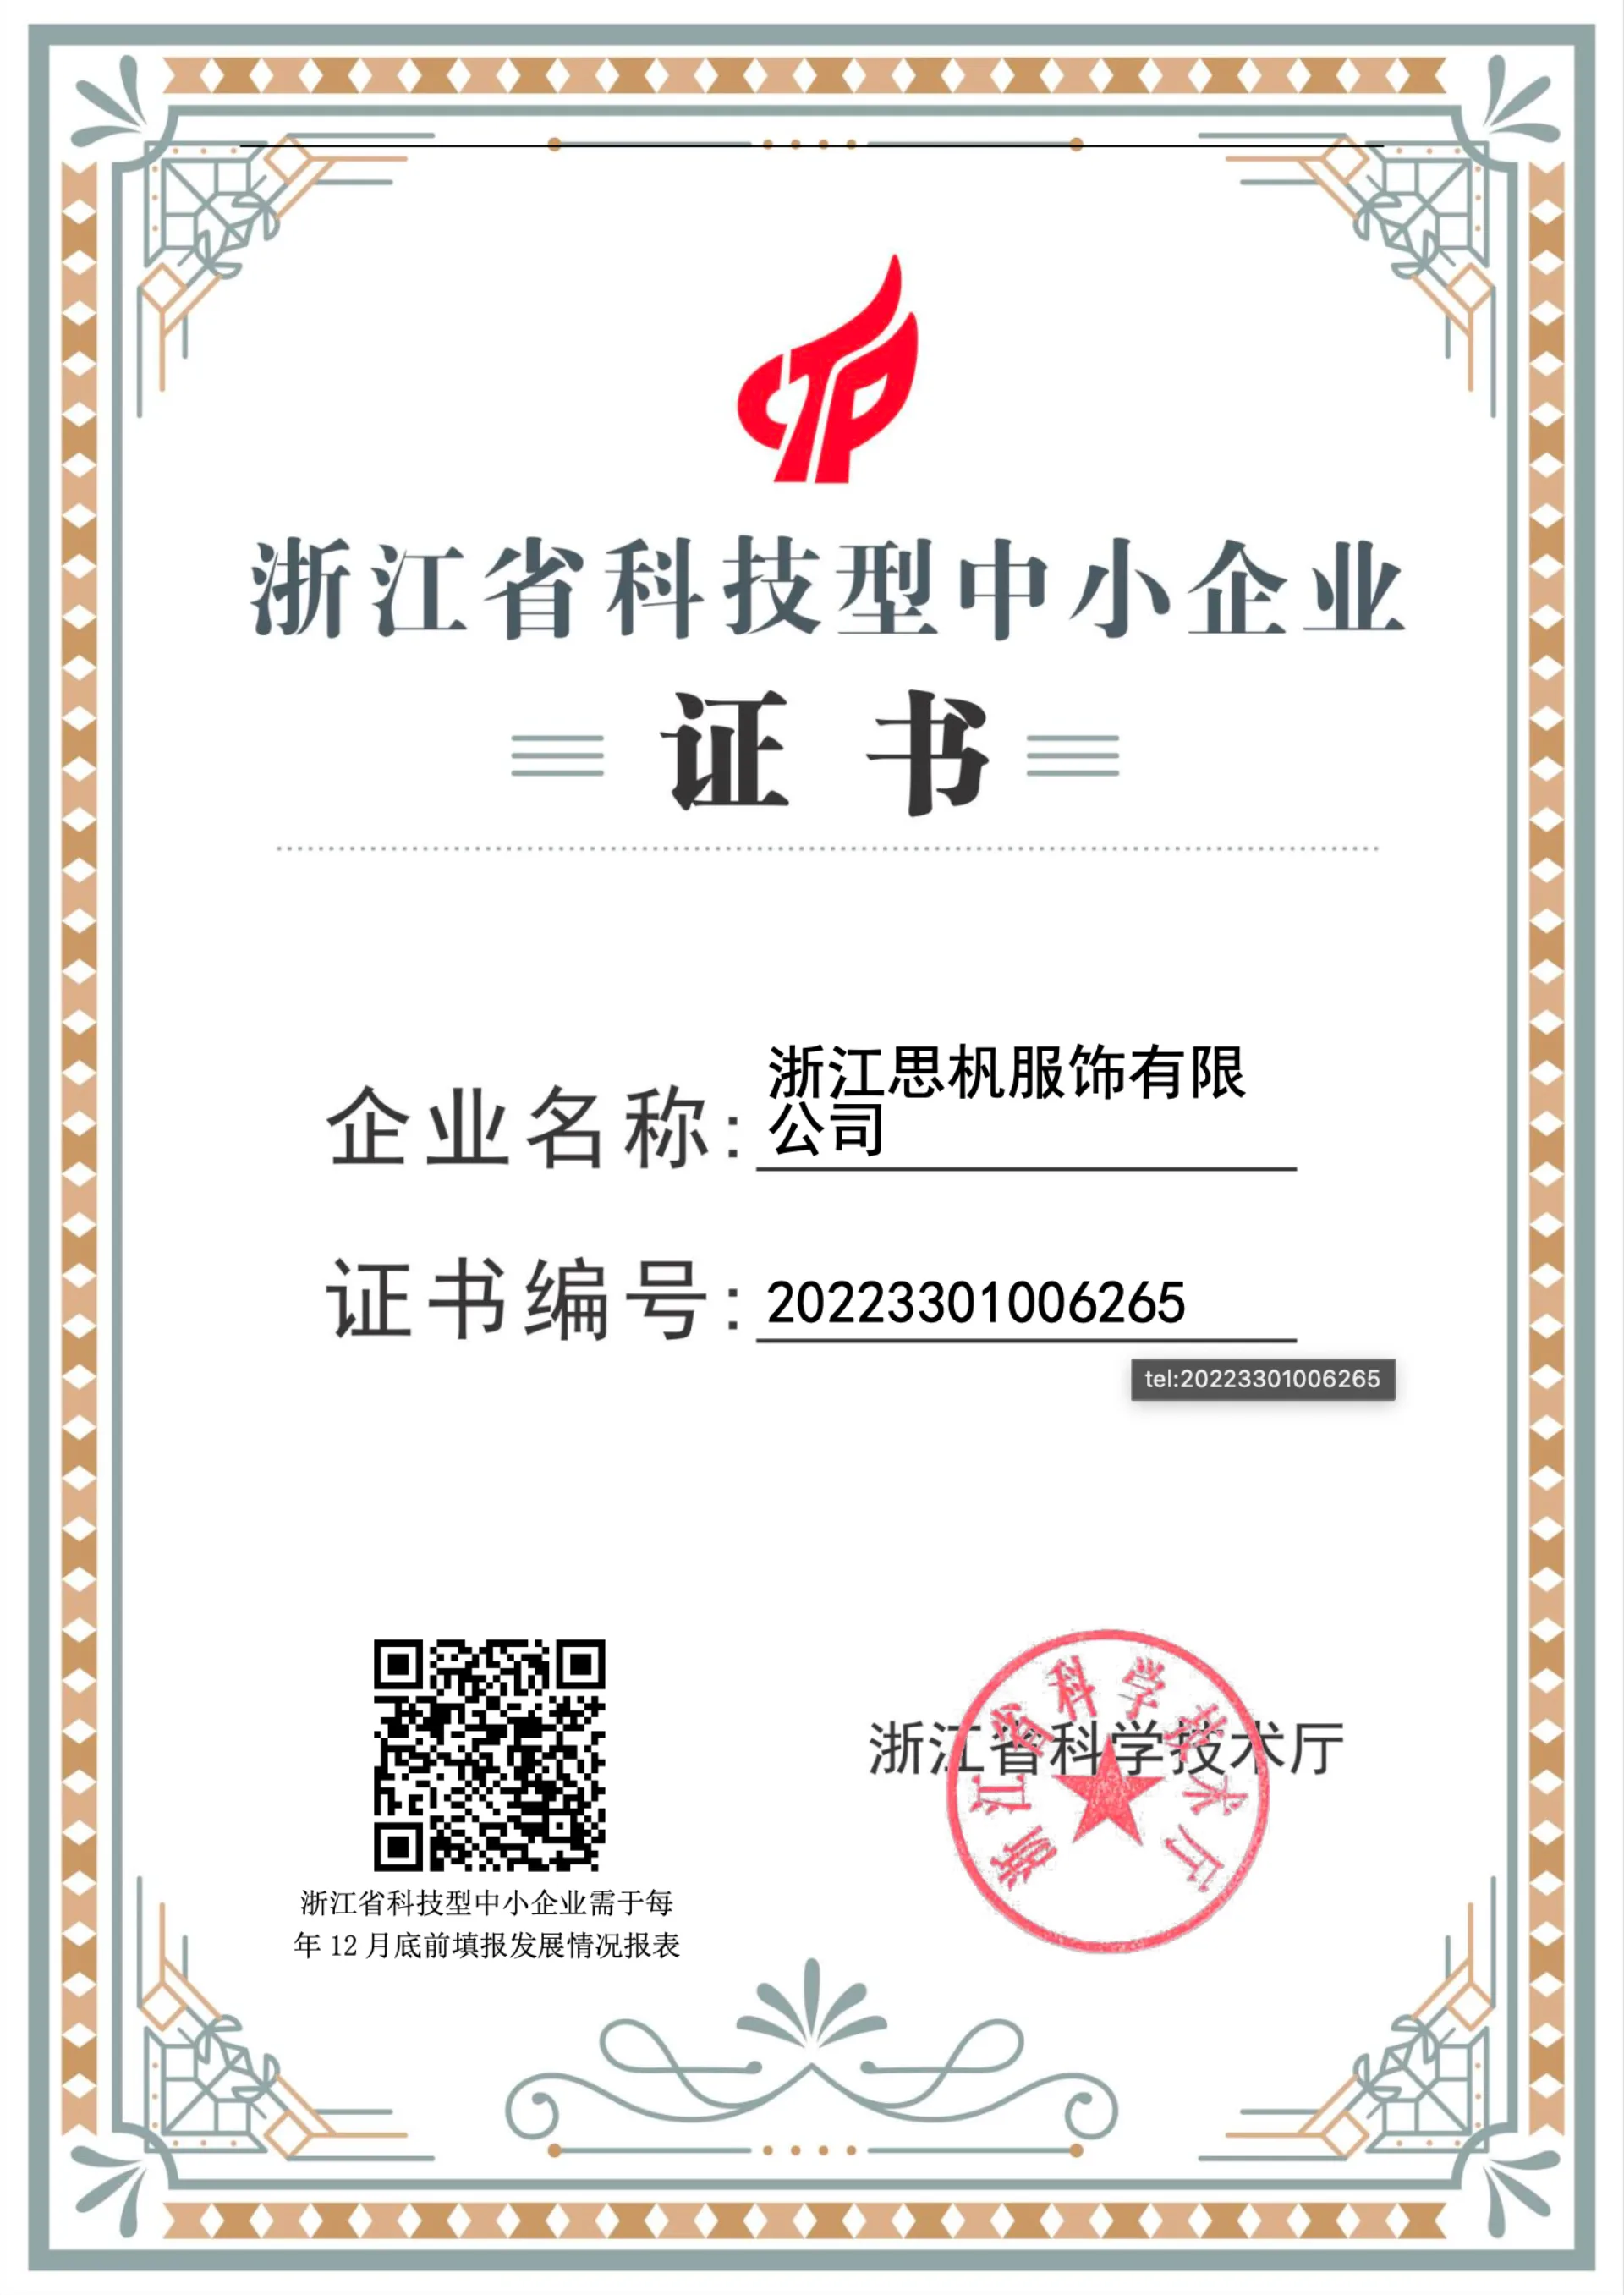 浙江省科技型中小企业
证书
企业名称：浙江思机服饰有限
公司
证书编号：20223301006265
tel:20223301006265
浙江省科学技术厅
浙江省科学技术厅
浙江省科技型中小企业需于每
年 12 月底前填报发展情况报表